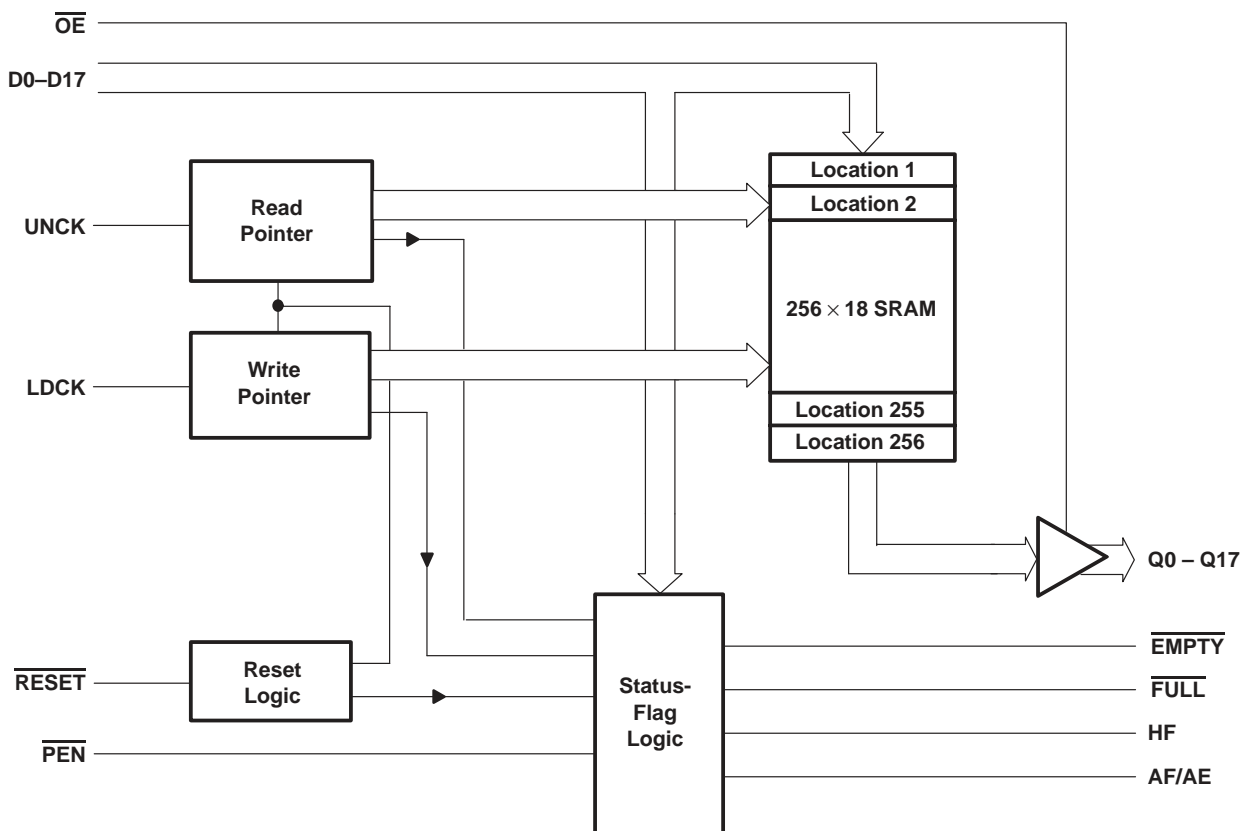 OE
D0–D17
Location 1
Location 2
Read
Pointer
UNCK
256 × 18 SRAM
Write
Pointer
LDCK
Location 255
Location 256
Q0 – Q17
EMPTY
RESET
Reset
Logic
Status-
Flag
Logic
FULL
HF
PEN
AF/AE